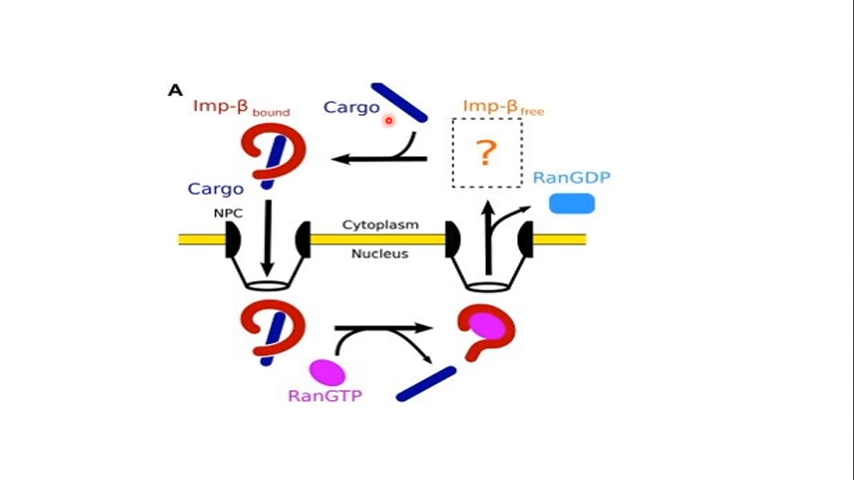 A
Imp-β bound
Cargo
Imp-β free
?
RanGDP
Cargo
NPC
Cytoplasm
Nucleus
RanGTP